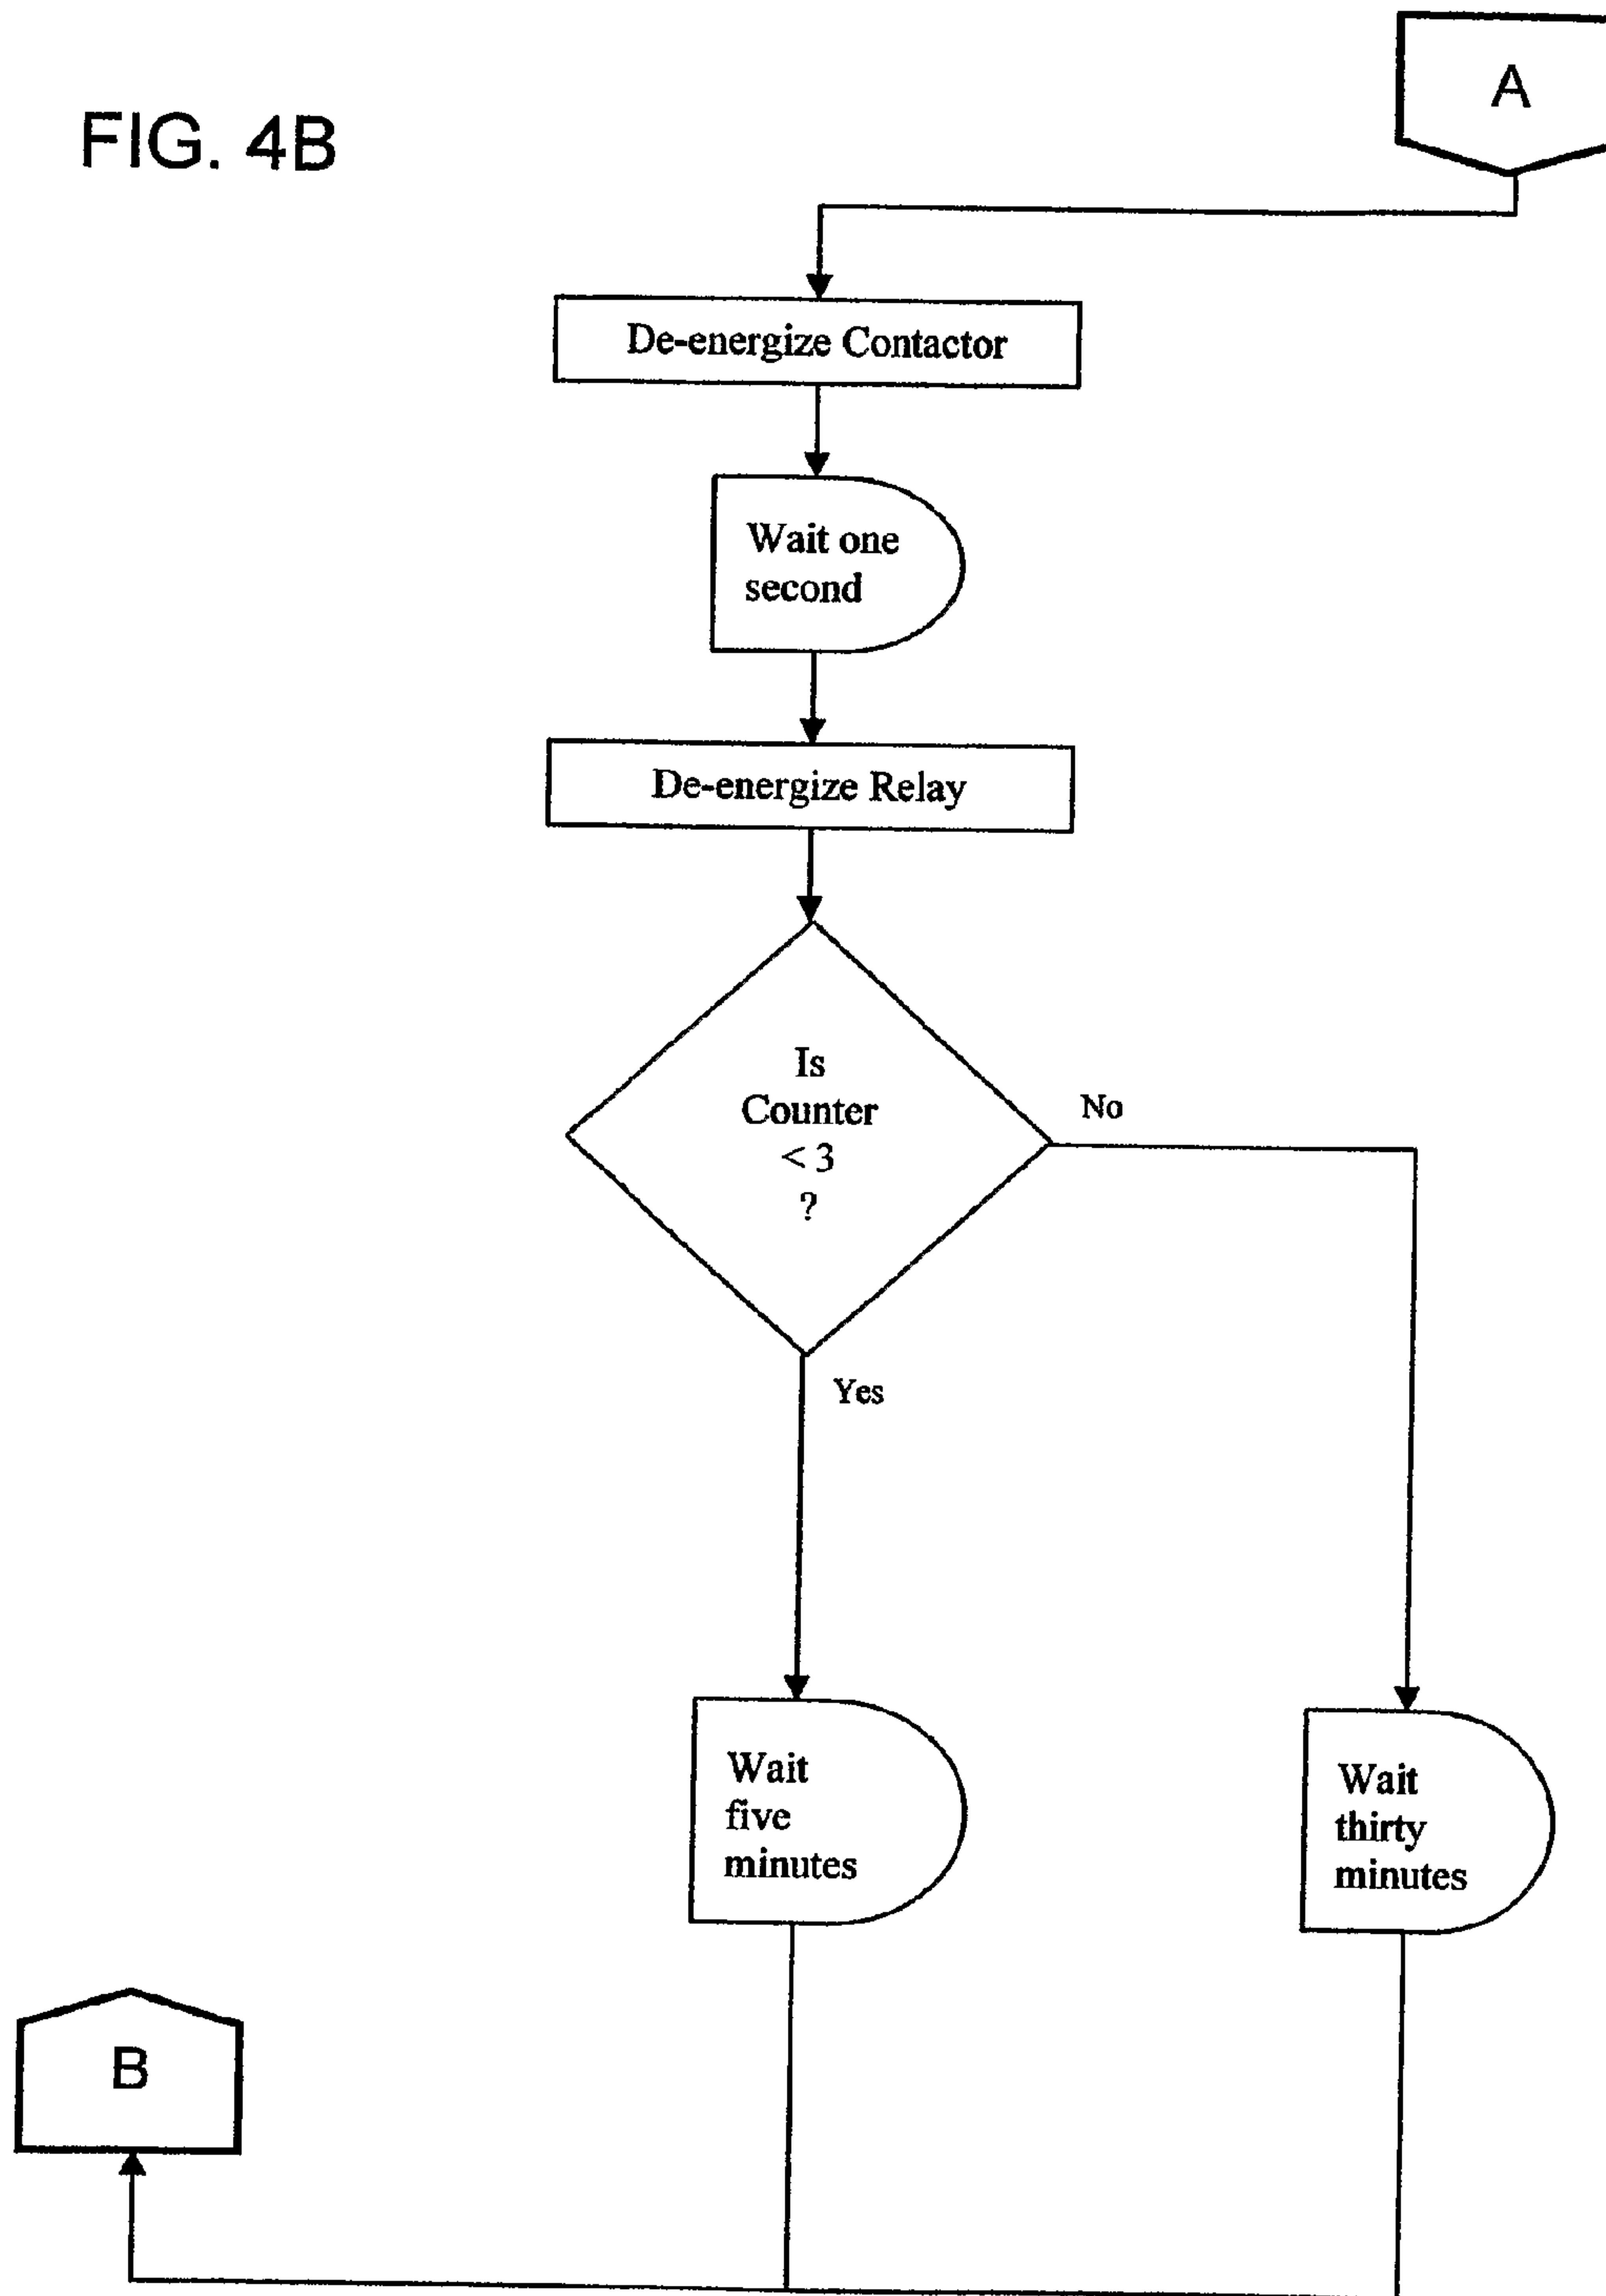 FIG. 4B
A
De-energize Contactor
Wait one
second
De-energize Relay
Is
Counter
< 3
?
No
Yes
Wait
five
minutes
Wait
thirty
minutes
B